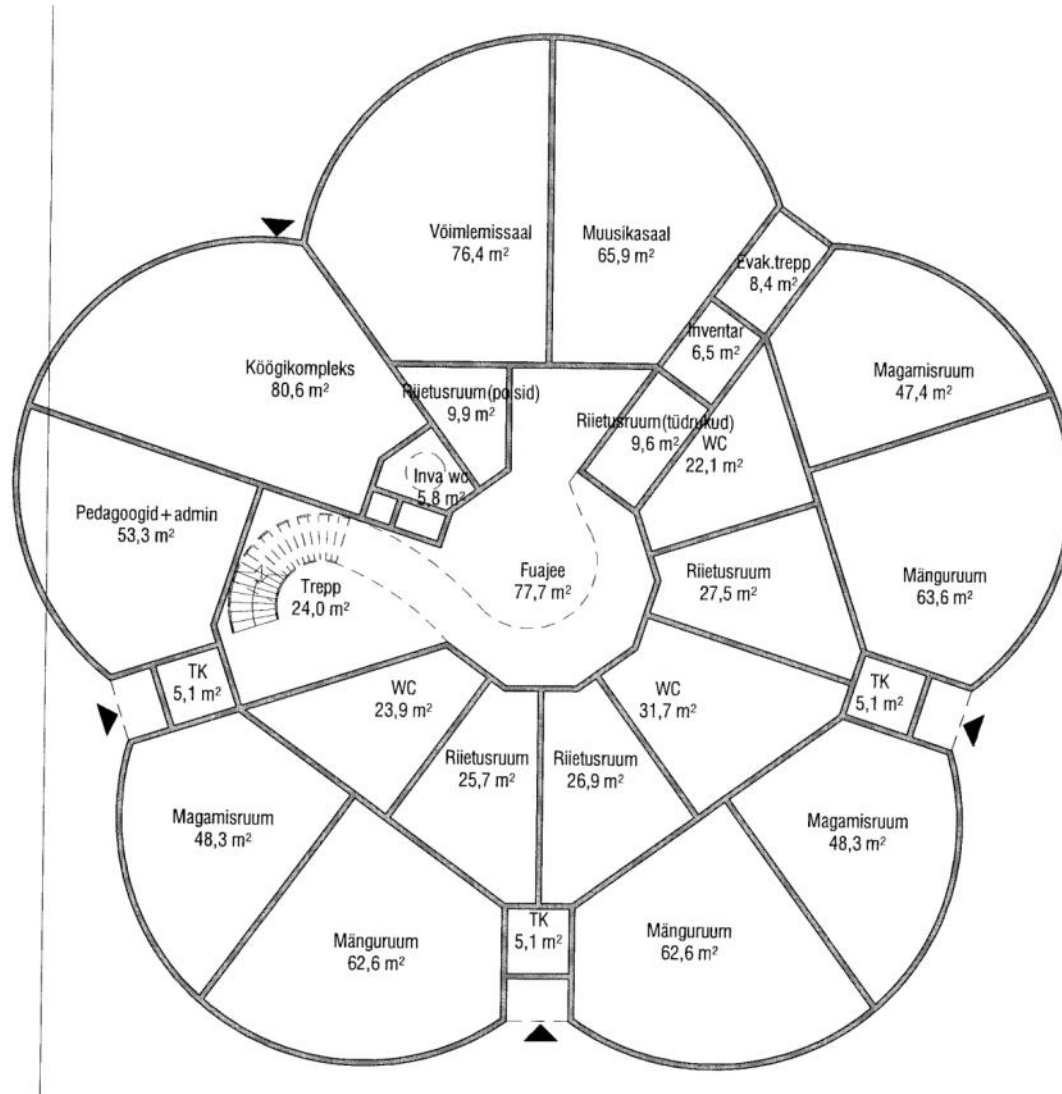 Võimlemissaal
76,4 m²
Muusikasaal
65,9 m²
Evak.trepp
8,4 m²
Inventar
6,5 m²
Köögikompleks
80,6 m²
Riietusruum(poisid)
9,9 m²
Riietusruum(tüdrukud)
9,6 m²
WC
22,1 m²
Magamisruum
47,4 m²
Inva wc
5,8 m²
Pedagoogid+admin
53,3 m²
Trepp
24,0 m²
Fuajee
77,7 m²
Riietusruum
27,5 m²
Mänguruum
63,6 m²
TK
5,1 m²
WC
23,9 m²
WC
31,7 m²
TK
5,1 m²
Riietusruum
25,7 m²
Riietusruum
26,9 m²
Magamisruum
48,3 m²
Magamisruum
48,3 m²
Mänguruum
62,6 m²
TK
5,1 m²
Mänguruum
62,6 m²